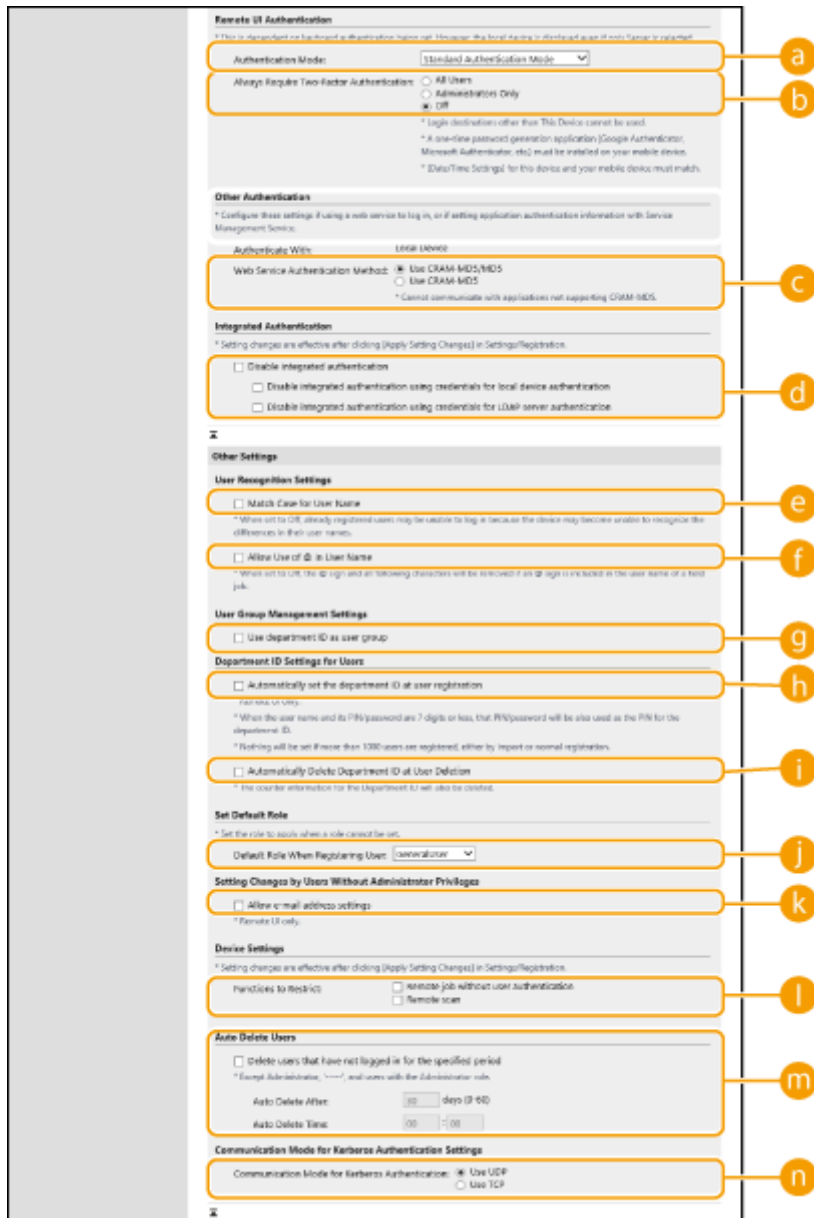 Remote UI Authentication
* This is dependent on keyboard authentication being set. However, the local device is displayed even if only Server is selected.
Authentication Mode: Standard Authentication Mode
a
Always Require Two-Factor Authentication: All Users
Administrators Only
Off
b
* Login destinations other than This Device cannot be used.
* A one-time password generation application (Google Authenticator,
Microsoft Authenticator, etc.) must be installed on your mobile device.
* [Date/Time Settings] for this device and your mobile device must match.
Other Authentication
* Configure these settings if using a web service to log in, or if setting application authentication information with Service
Management Service.
Authenticate With: Local Device
Web Service Authentication Method: Use CRAM-MD5/MD5
Use CRAM-MD5
* Cannot communicate with applications not supporting CRAM-MD5.
c
Integrated Authentication
* Setting changes are effective after clicking [Apply Setting Changes] in Settings/Registration.
Disable integrated authentication
Disable integrated authentication using credentials for local device authentication
Disable integrated authentication using credentials for LDAP server authentication
d
Other Settings
User Recognition Settings
Match Case for User Name
e
* When set to Off, already registered users may be unable to log in because the device may become unable to recognize the
differences in their user names.
Allow Use of @ in User Name
f
* When set to Off, the @ sign and all following characters will be removed if an @ sign is included in the user name of a held
job.
User Group Management Settings
Use department ID as user group
g
Department ID Settings for Users
Automatically set the department ID at user registration
h
* Remote UI only.
* When the user name and its PIN/password are 7 digits or less, that PIN/password will be also used as the PIN for the
department ID.
* Nothing will be set if more than 1000 users are registered, either by import or normal registration.
Automatically Delete Department ID at User Deletion
i
* The counter information for the Department ID will also be deleted.
Set Default Role
* Set the role to apply when a role cannot be set.
Default Role When Registering User: GeneralUser
j
Setting Changes by Users Without Administrator Privileges
Allow e-mail address settings
k
* Remote UI only.
Device Settings
* Setting changes are effective after clicking [Apply Setting Changes] in Settings/Registration.
Functions to Restrict: Remote job without user authentication
Remote scan
l
Auto Delete Users
Delete users that have not logged in for the specified period
* Except Administrator, '-----', and users with the Administrator role.
Auto Delete After: 30 days (0-60)
Auto Delete Time: 00 : 00
m
Communication Mode for Kerberos Authentication Settings
Communication Mode for Kerberos Authentication: Use UDP
Use TCP
n